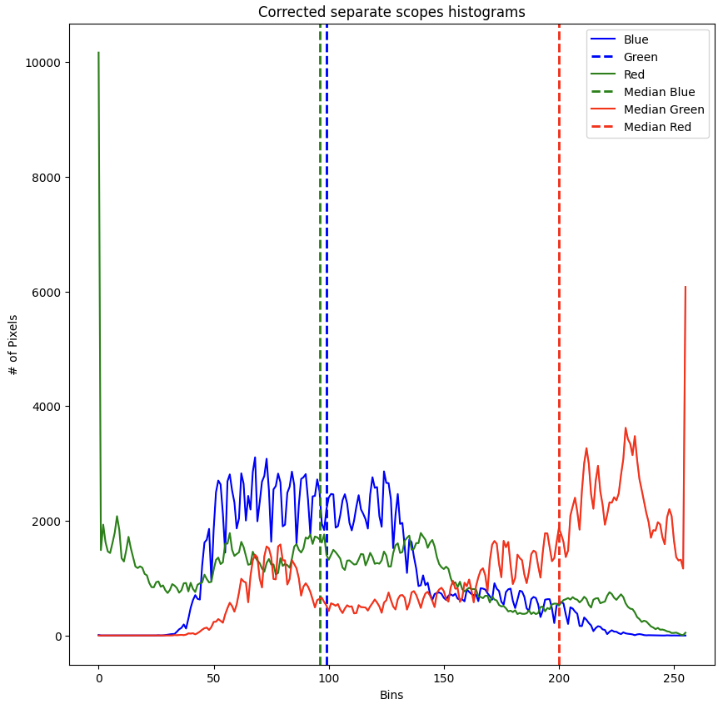 Corrected separate scopes histograms
Blue
Green
Red
Median Blue
Median Green
Median Red
10000
8000
6000
4000
2000
0
# of Pixels
0
50
100
150
200
250
Bins